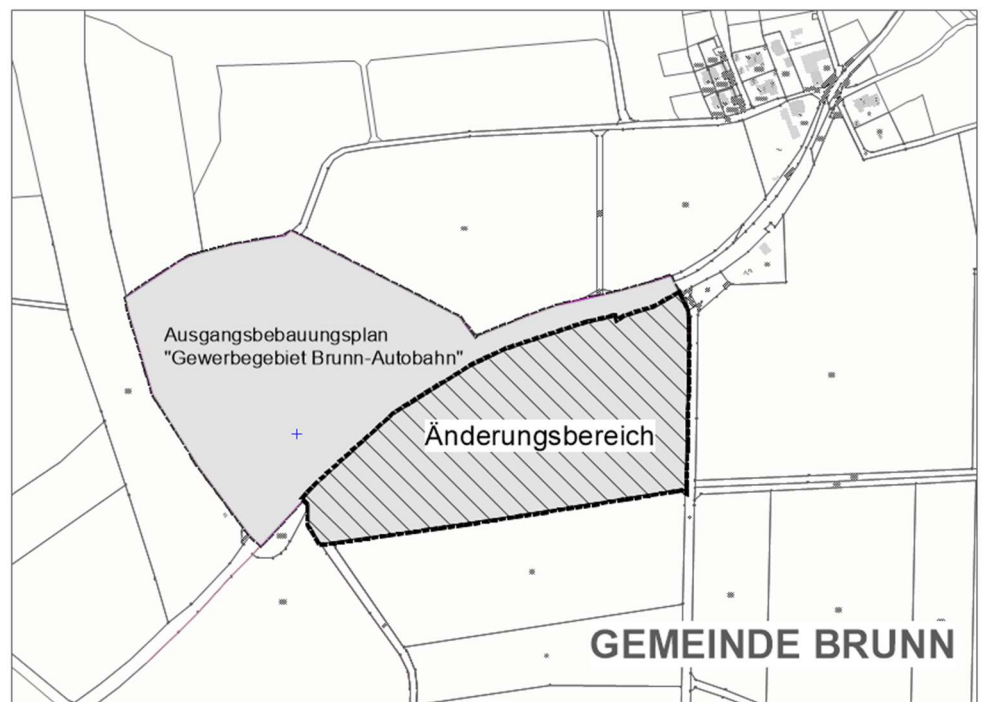 Ausgangsbebauungsplan
"Gewerbegebiet Brunn-Autobahn"
Änderungsbereich
GEMEINDE BRUNN